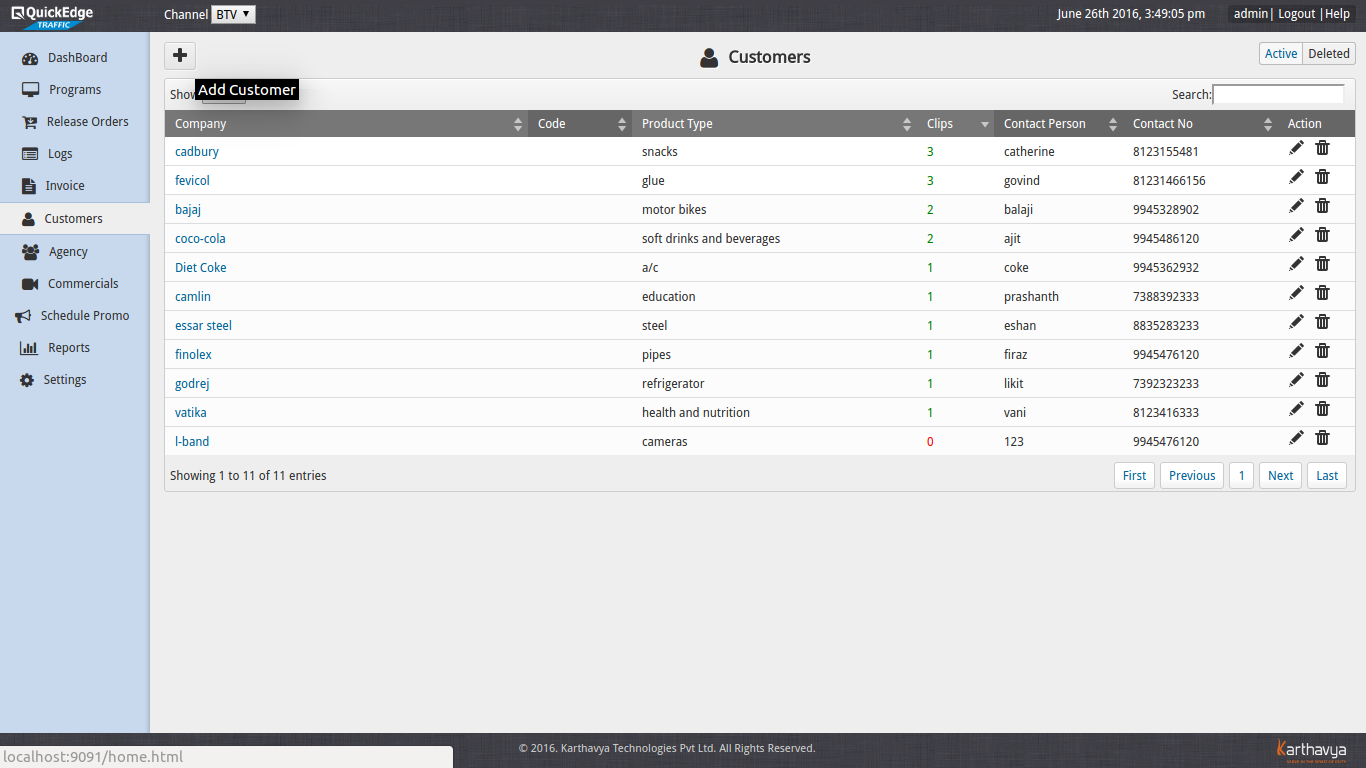 QuickEdge Channel BTV June 26th 2016, 3:49:05 pm admin| Logout |Help
TRAFFIC
DashBoard
Programs
Release Orders
Logs
Invoice
Customers
Agency
Commercials
Schedule Promo
Reports
Settings
Customers Active Deleted
Add Customer
Show Search:
Company Code Product Type Clips Contact Person Contact No Action
cadbury snacks 3 catherine 8123155481
fevicol glue 3 govind 81231466156
bajaj motor bikes 2 balaji 9945328902
coco-cola soft drinks and beverages 2 ajit 9945486120
Diet Coke a/c 1 coke 9945362932
camlin education 1 prashanth 7388392333
essar steel steel 1 eshan 8835283233
finolex pipes 1 firaz 9945476120
godrej refrigerator 1 likit 7392323233
vatika health and nutrition 1 vani 8123416333
l-band cameras 0 123 9945476120
Showing 1 to 11 of 11 entries First Previous 1 Next Last
localhost:9091/home.html
© 2016. Karthavya Technologies Pvt Ltd. All Rights Reserved.
Karthavya